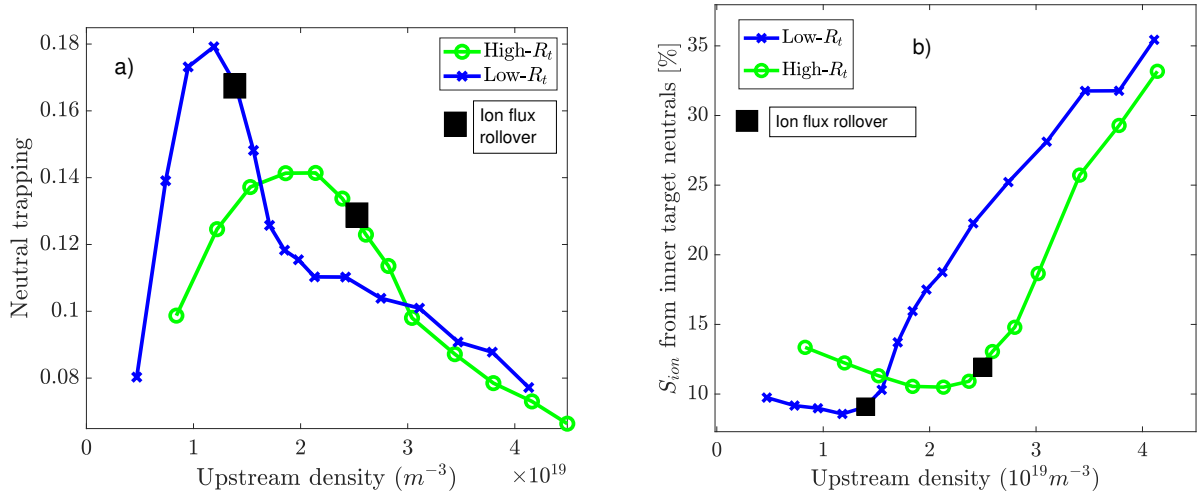 0.18
0.16
0.14
0.12
0.1
0.08
Neutral trapping
a)
High-$R_t$
Low-$R_t$
Ion flux
rollover
0
1
2
3
4
×10^{19}
Upstream density ($m^{-3}$)
35
30
25
20
15
10
$S_{ion}$ from inner target neutrals [%]
b)
Low-$R_t$
High-$R_t$
Ion flux rollover
0
1
2
3
4
Upstream density ($10^{19}m^{-3}$)